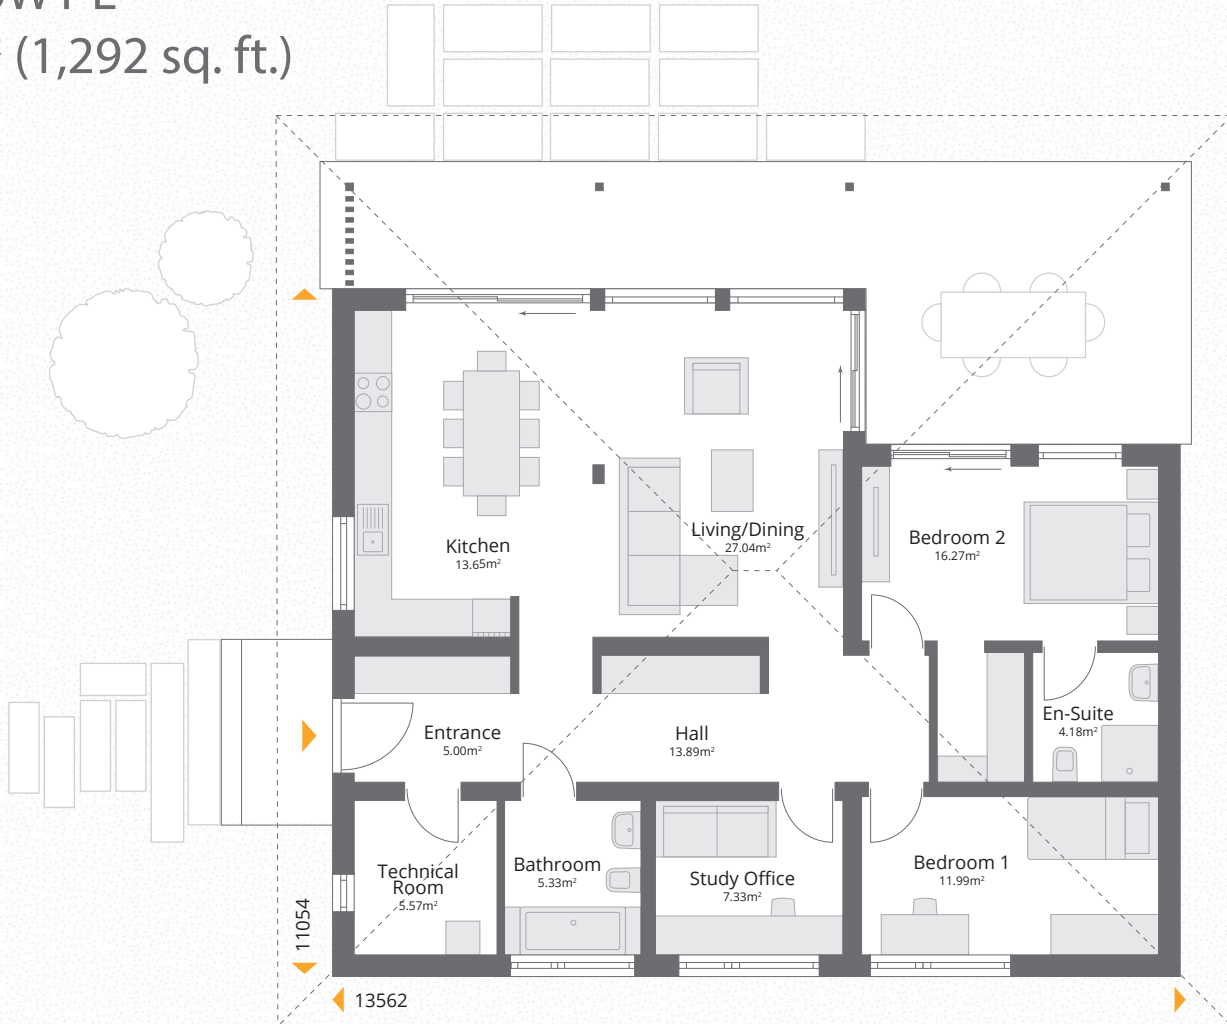 (1,292 sq. ft.)
Kitchen
13.65m²
Living/Dining
27.04m²
Bedroom 2
16.27m²
Entrance
5.00m²
Hall
13.89m²
En-Suite
4.18m²
Technical
Room
5.57m²
Bathroom
5.33m²
Study Office
7.33m²
Bedroom 1
11.99m²
11054
13562